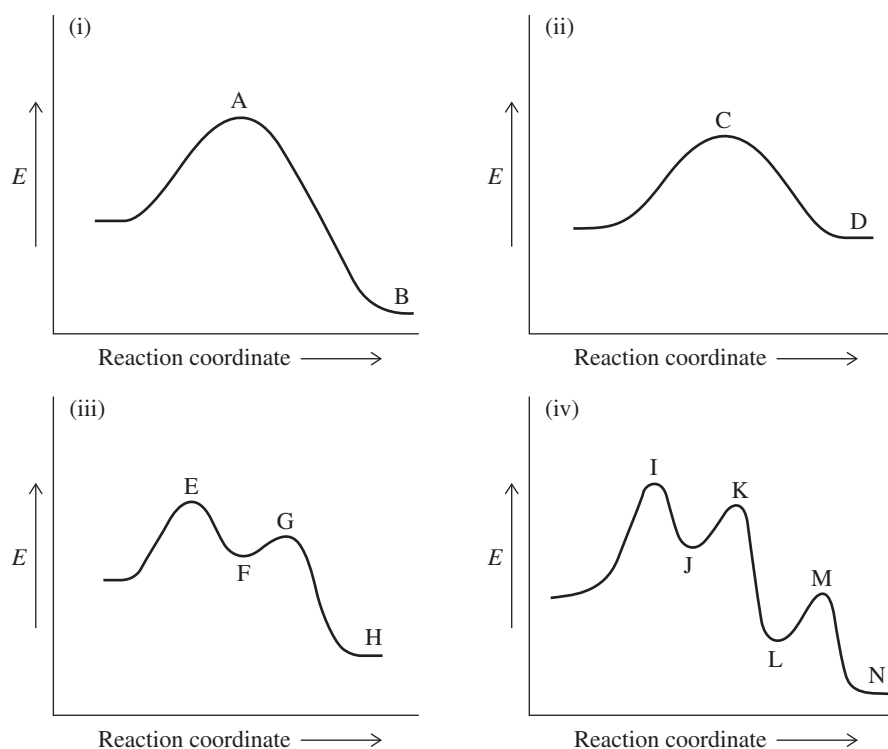 (i)
A
E
B
Reaction coordinate
(ii)
C
E
D
Reaction coordinate
(iii)
E
G
E
F
H
Reaction coordinate
(iv)
I
K
E
J
M
L
N
Reaction coordinate